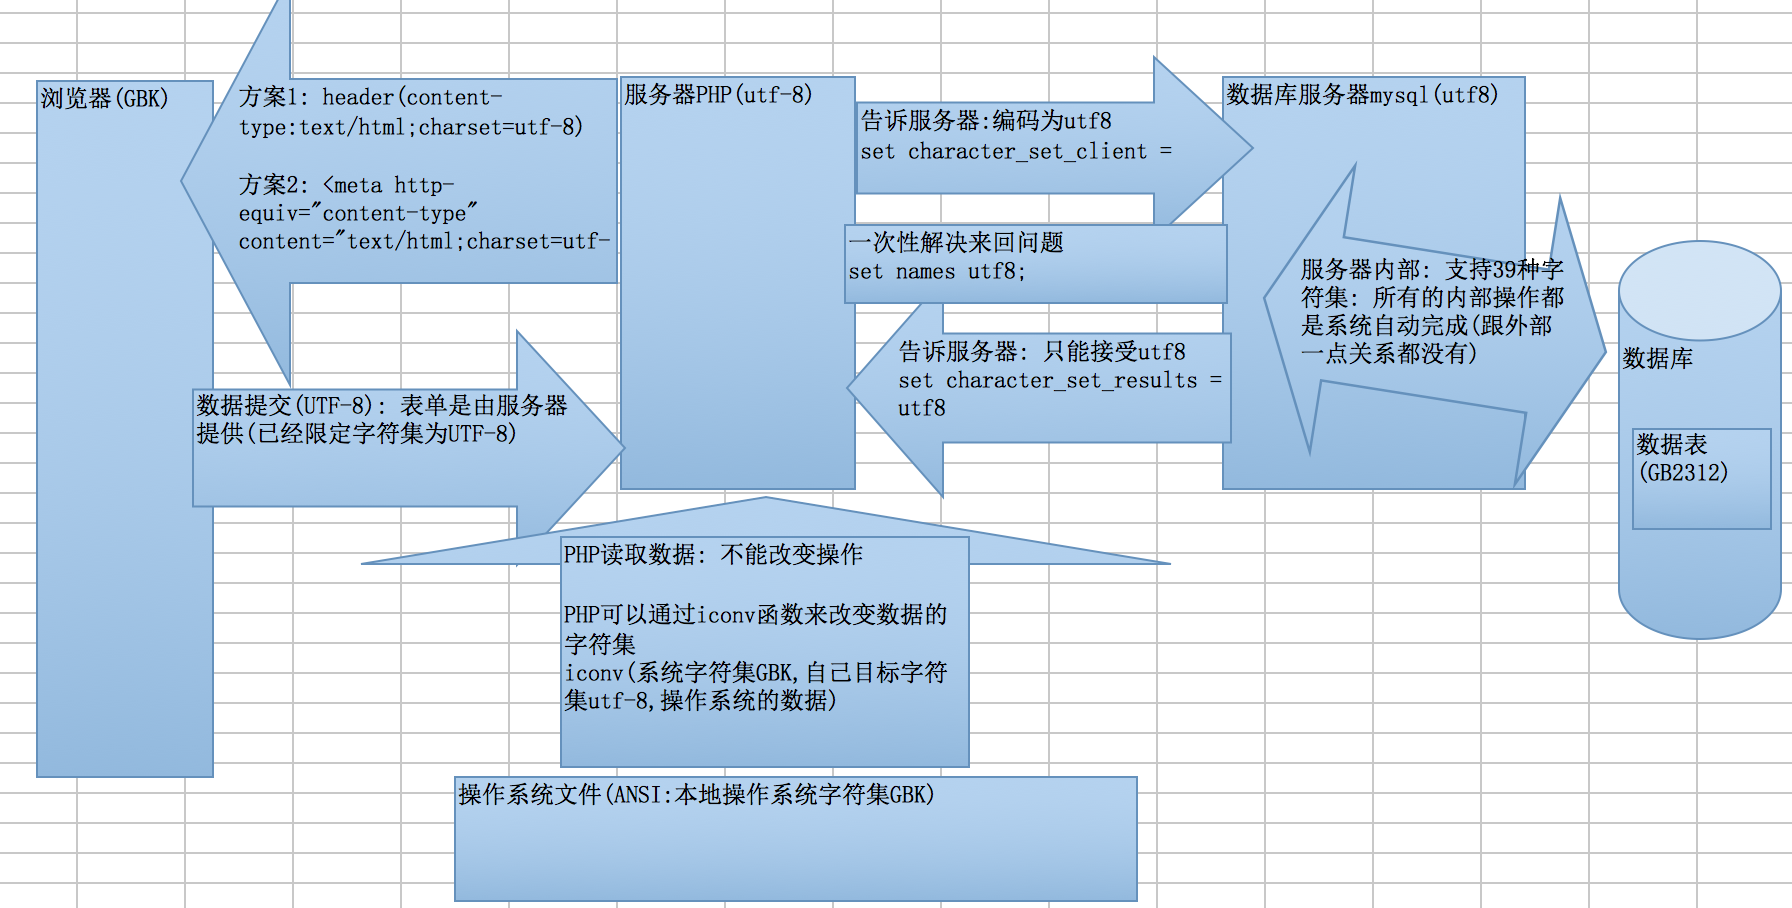 浏览器(GBK)
方案1: header(content-
type:text/html;charset=utf-8)
方案2: <meta http-
equiv="content-type"
content="text/html;charset=utf-
服务器PHP(utf-8)
告诉服务器:编码为utf8
set character_set_client =
数据库服务器mysql(utf8)
一次性解决来回问题
set names utf8;
服务器内部: 支持39种字
符集: 所有的内部操作都
是系统自动完成(跟外部
一点关系都没有)
告诉服务器: 只能接受utf8
set character_set_results =
utf8
数据库
数据表
(GB2312)
数据提交(UTF-8): 表单是由服务器
提供(已经限定字符集为UTF-8)
PHP读取数据: 不能改变操作
PHP可以通过iconv函数来改变数据的
字符集
iconv(系统字符集GBK,自己目标字符
集utf-8,操作系统的数据)
操作系统文件(ANSI:本地操作系统字符集GBK)